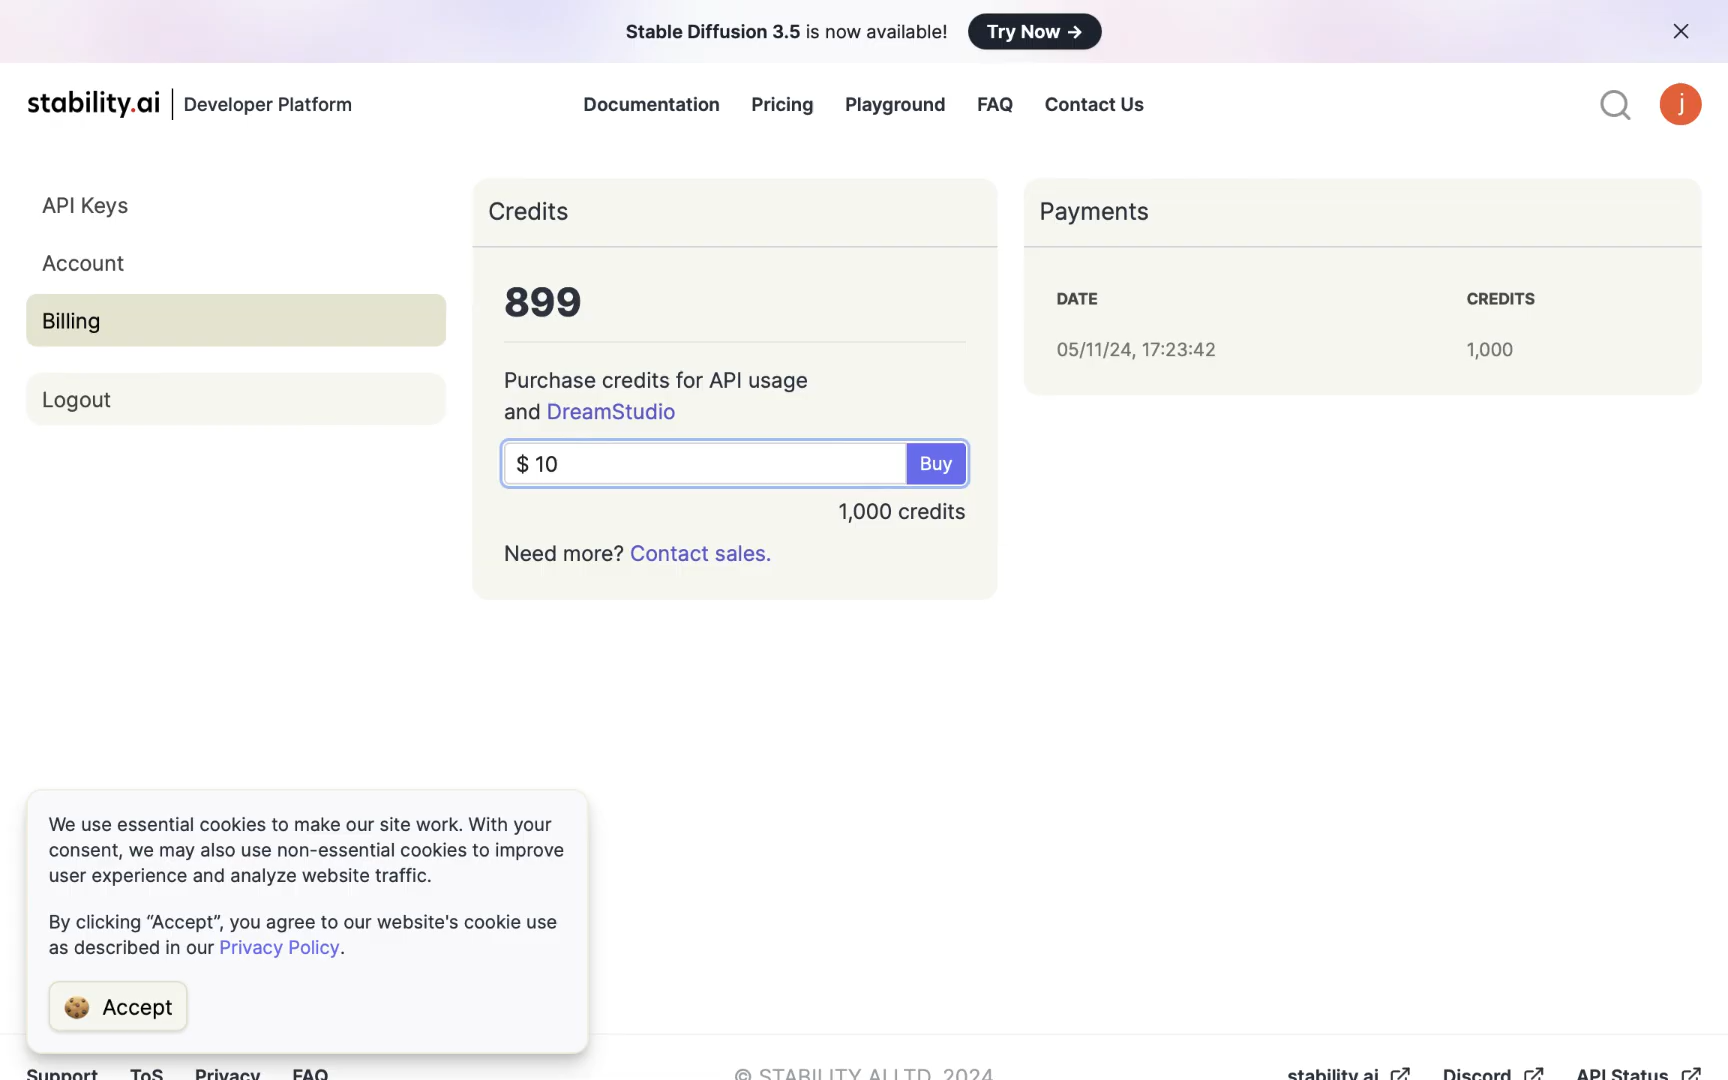 Stable Diffusion 3.5 is now available! Try Now →
stability.ai Developer Platform
Documentation Pricing Playground FAQ Contact Us
j
API Keys
Account
Billing
Logout
Credits
899
Purchase credits for API usage
and DreamStudio
$ 10 Buy
1,000 credits
Need more? Contact sales.
Payments
DATE CREDITS
05/11/24, 17:23:42 1,000
We use essential cookies to make our site work. With your
consent, we may also use non-essential cookies to improve
user experience and analyze website traffic.
By clicking “Accept”, you agree to our website's cookie use
as described in our Privacy Policy.
Accept
Support ToS Privacy FAQ © STABILITY AI LTD, 2024 stability.ai Discord API Status